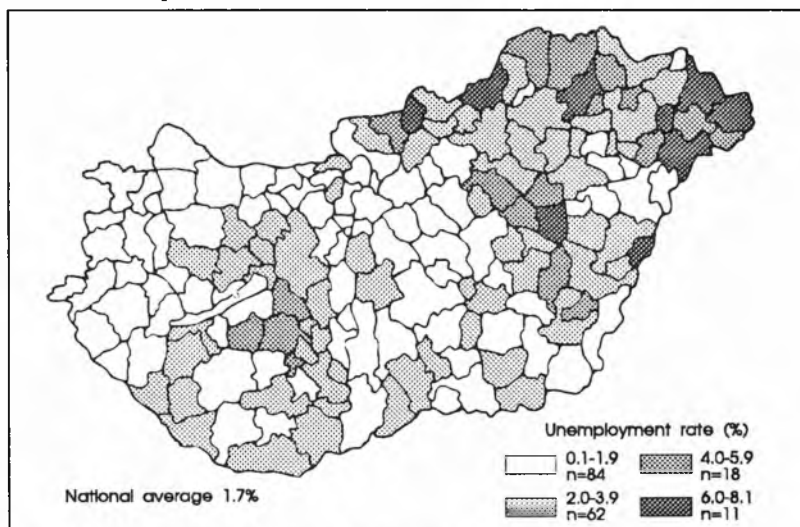 Unemployment rate (%)
0.1-1.9
n=84
4.0-5.9
n=18
2.0-3.9
n=62
6.0-8.1
n=11
National average 1.7%